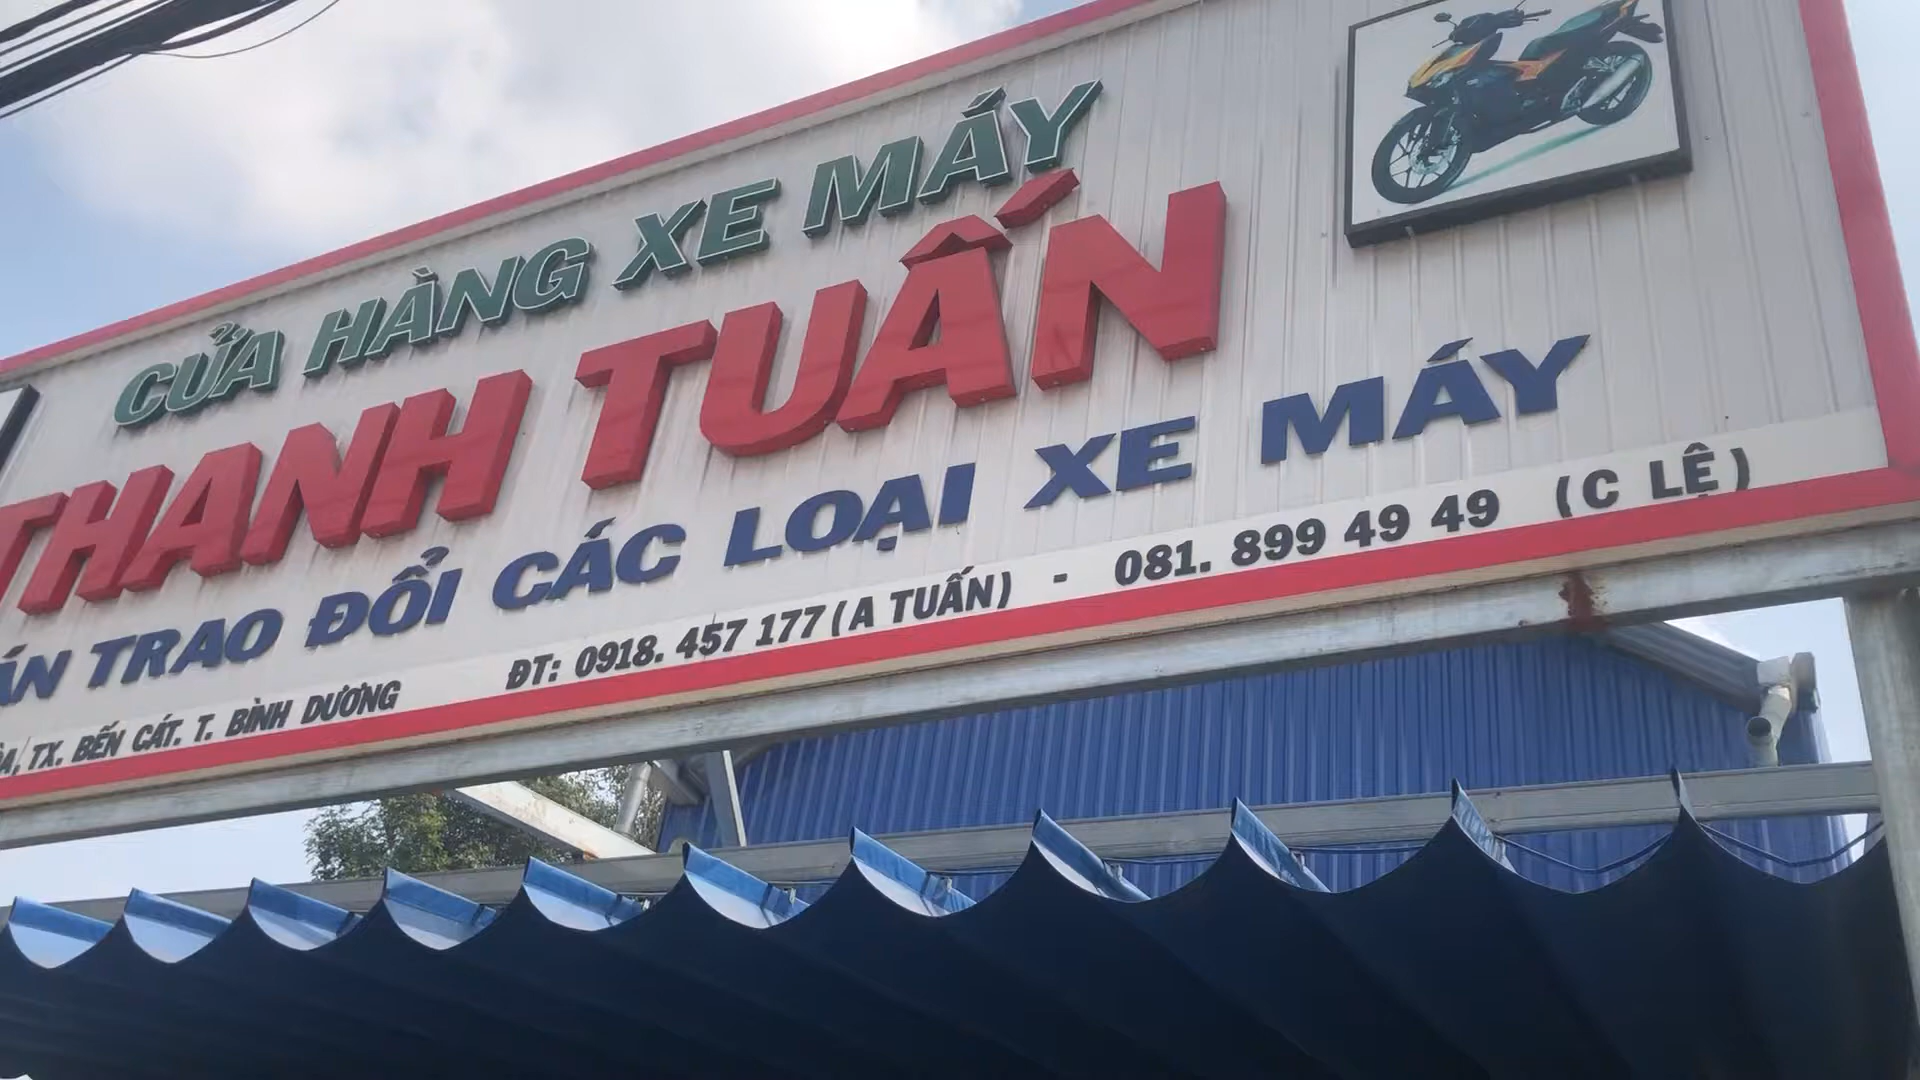 CỬA HÀNG XE MÁY
THANH TUẤN
ÁN TRAO ĐỔI CÁC LOẠI XE MÁY
TX. BẾN CÁT. T. BÌNH DƯƠNG ĐT: 0918. 457 177 (A TUẤN) - 081. 899 49 49 (C LỆ)